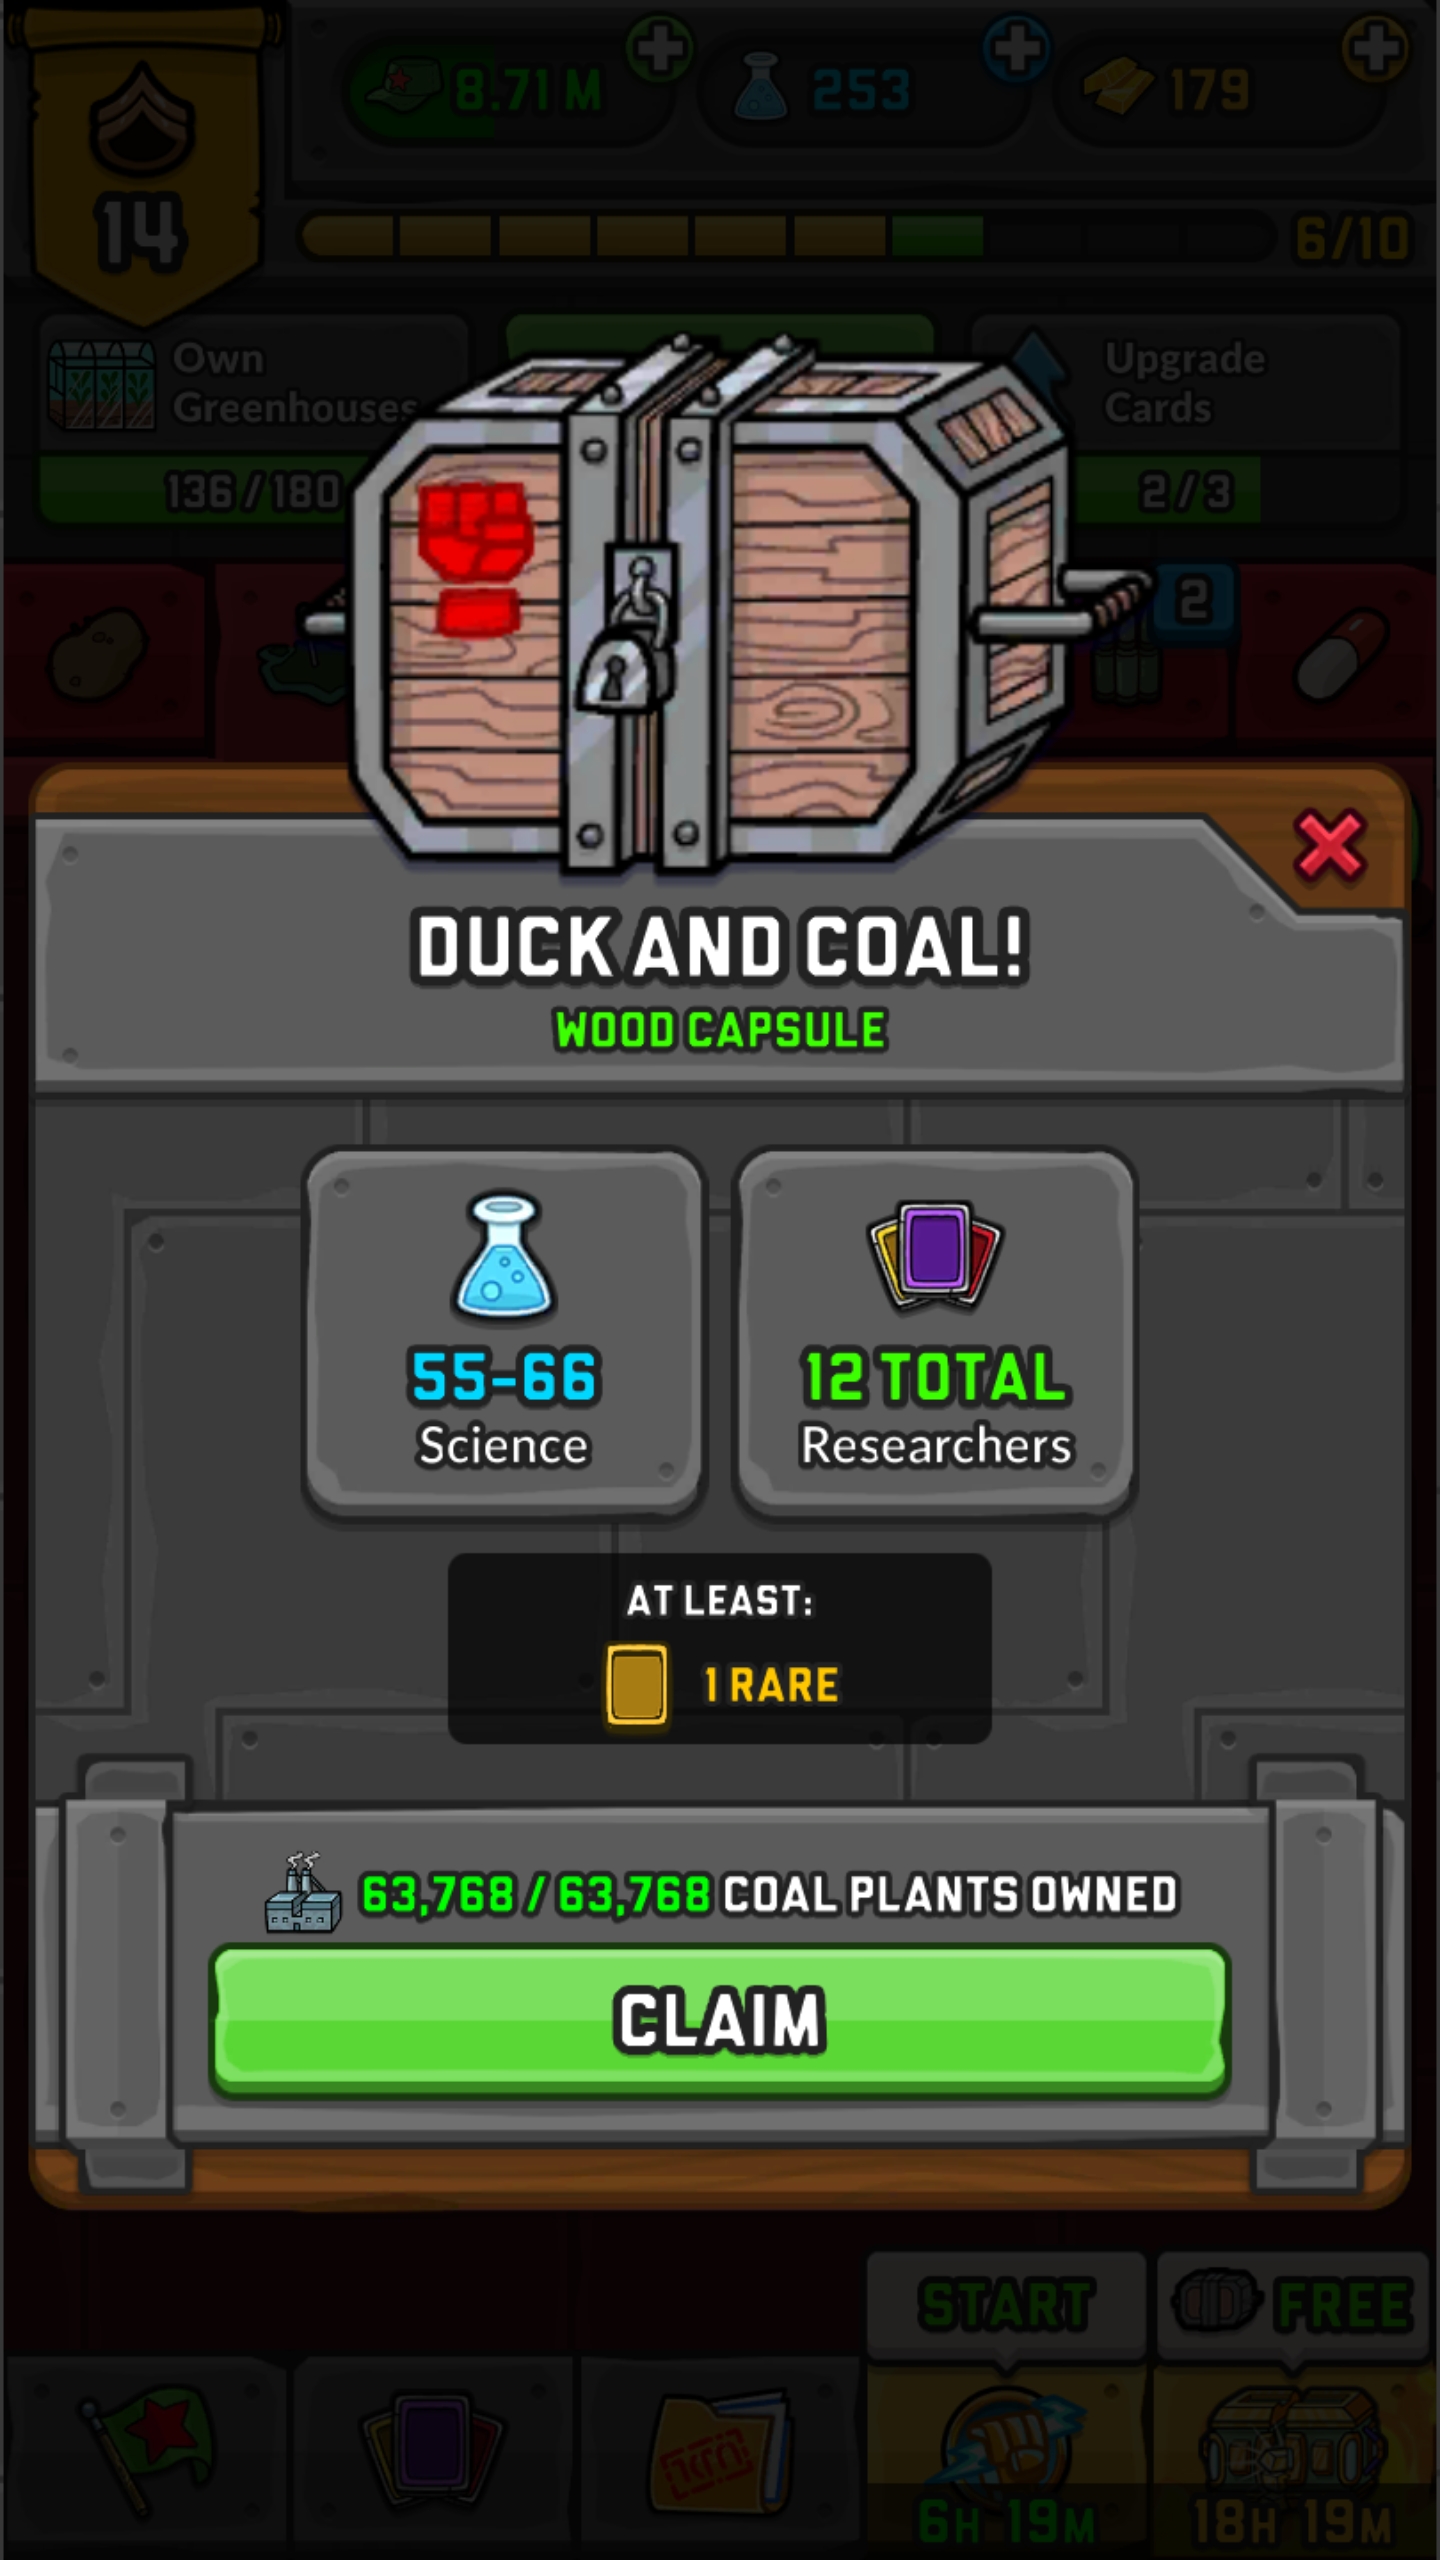 8.71 M
253
179
14
6/10
Own
Greenhouses
136/180
Upgrade
Cards
2/3
2
DUCK AND COAL!
WOOD CAPSULE
55-66
Science
12 TOTAL
Researchers
AT LEAST:
1 RARE
63,768 / 63,768 COAL PLANTS OWNED
CLAIM
START
FREE
6H 19M
18H 19M